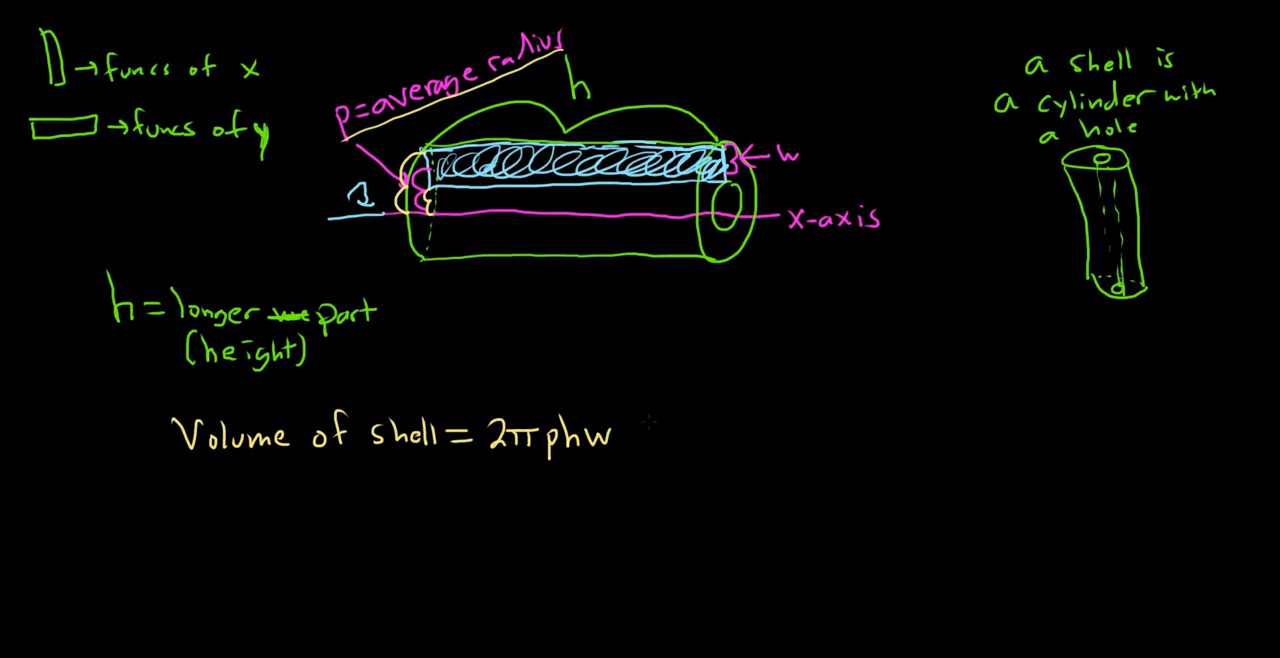 →funcs of x
→funcs of y
p=average radius
h
w
x-axis
a shell is
a cylinder with
a hole
h = longer part
(height)
Volume of shell = 2πphw